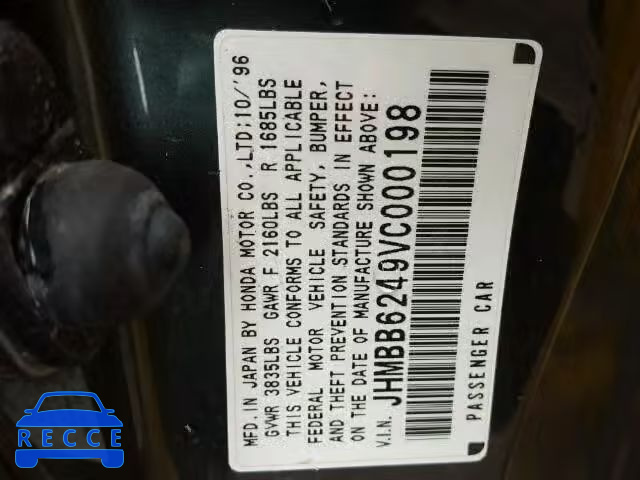 MFD.IN JAPAN BY HONDA MOTOR CO.,LTD;10/'96
GVWR 3835LBS GAWR F 2160LBS R 1685LBS
THIS VEHICLE CONFORMS TO ALL APPLICABLE
FEDERAL MOTOR VEHICLE SAFETY, BUMPER,
AND THEFT PREVENTION STANDARDS IN EFFECT
ON THE DATE OF MANUFACTURE SHOWN ABOVE:
V.I.N. JHMBB6249VC000198
PASSENGER CAR
RECCE